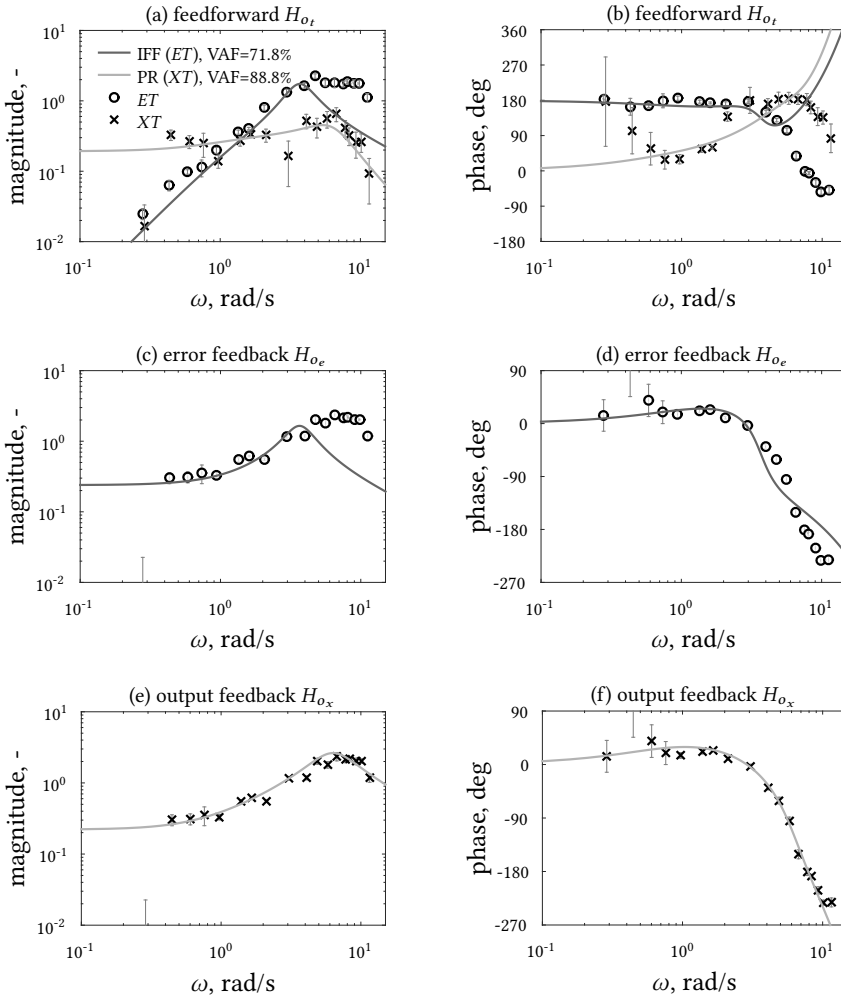 (a) feedforward H_{o_t}
10^1
10^0
10^{-1}
10^{-2}
magnitude, -
IFF (ET), VAF=71.8%
PR (XT), VAF=88.8%
ET
XT
10^{-1} 10^0 10^1
ω, rad/s
(b) feedforward H_{o_t}
360
270
180
90
0
-90
-180
phase, deg
10^{-1} 10^0 10^1
ω, rad/s
(c) error feedback H_{o_e}
10^1
10^0
10^{-1}
10^{-2}
magnitude, -
10^{-1} 10^0 10^1
ω, rad/s
(d) error feedback H_{o_e}
90
0
-90
-180
-270
phase, deg
10^{-1} 10^0 10^1
ω, rad/s
(e) output feedback H_{o_x}
10^1
10^0
10^{-1}
10^{-2}
magnitude, -
10^{-1} 10^0 10^1
ω, rad/s
(f) output feedback H_{o_x}
90
0
-90
-180
-270
phase, deg
10^{-1} 10^0 10^1
ω, rad/s